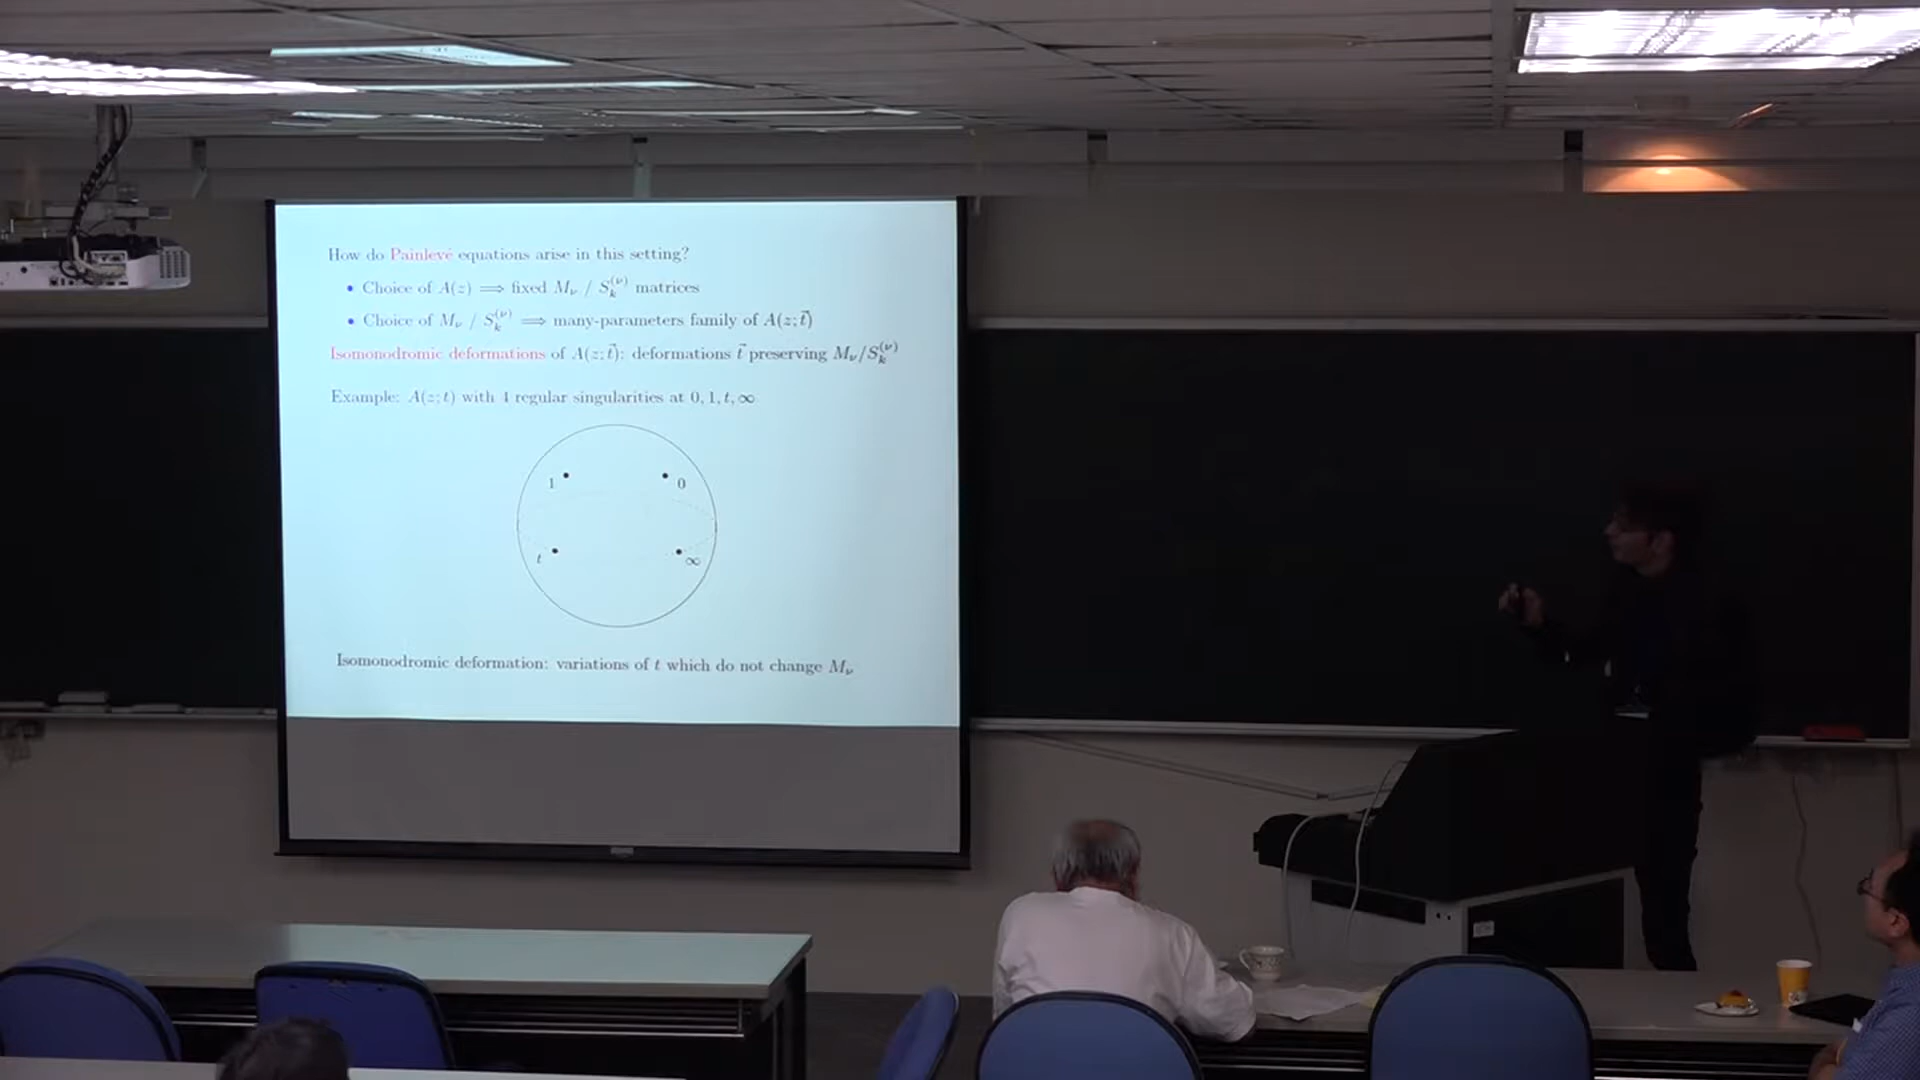 How do Painlevé equations arise in this setting?
• Choice of A(z) ⟹ fixed M_ν / S_k^{(ν)} matrices
• Choice of M_ν / S_k^{(ν)} ⟹ many-parameters family of A(z; t⃗)
Isomonodromic deformations of A(z; t⃗): deformations t⃗ preserving M_ν/S_k^{(ν)}
Example: A(z; t) with 4 regular singularities at 0, 1, t, ∞
1 0
t ∞
Isomonodromic deformation: variations of t which do not change M_ν